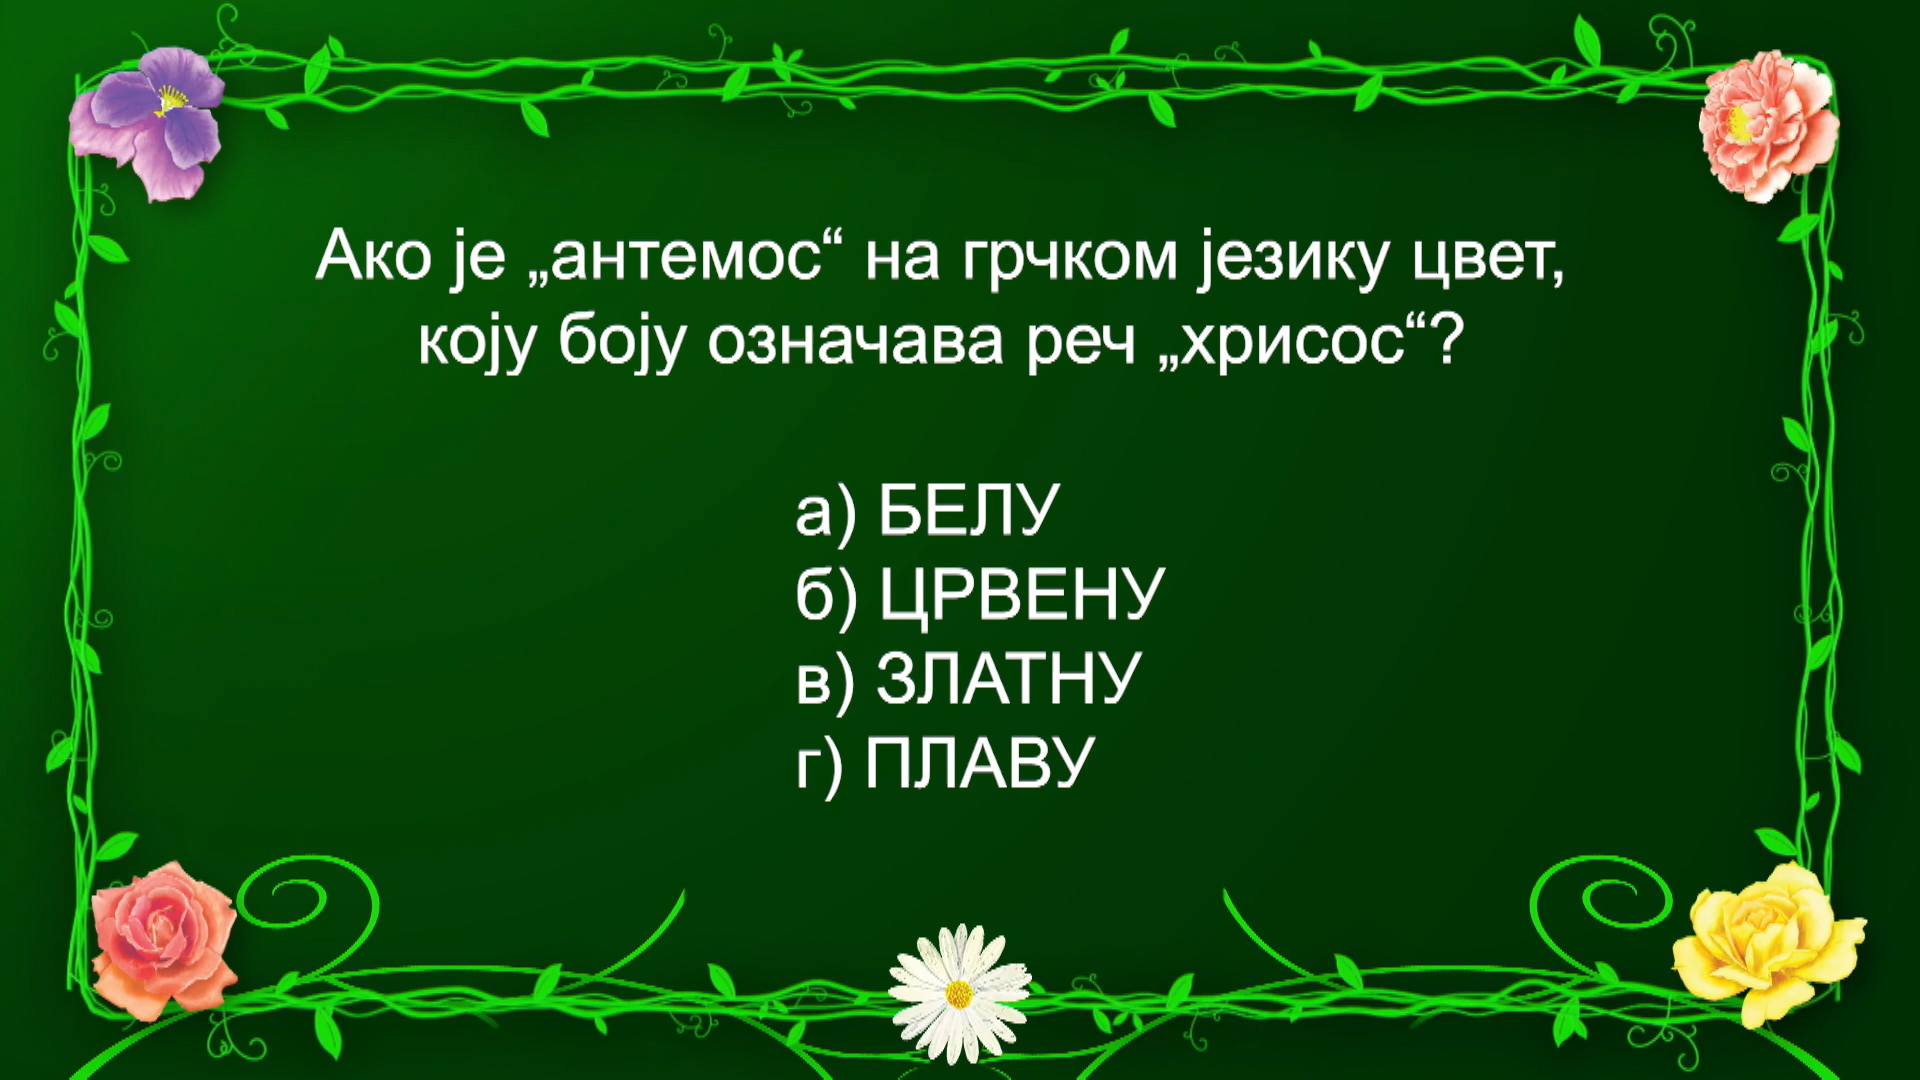 Ако је „антемос“ на грчком језику цвет,
коју боју означава реч „хрисос“?
а) БЕЛУ
б) ЦРВЕНУ
в) ЗЛАТНУ
г) ПЛАВУ